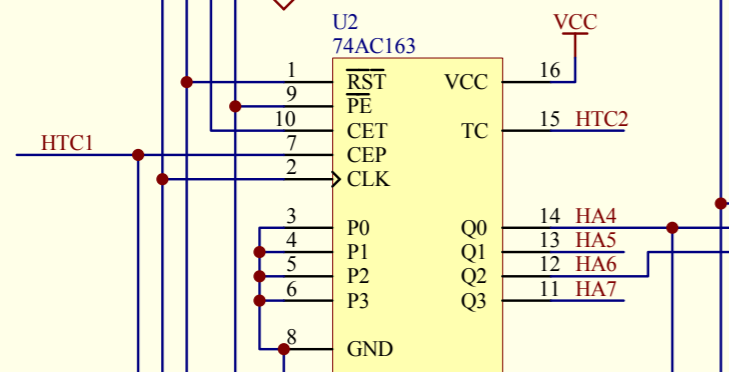 U2
VCC
74AC163
1 RST VCC 16
9 PE
10 CET TC 15 HTC2
HTC1 7 CEP
2 CLK
3 P0 Q0 14 HA4
4 P1 Q1 13 HA5
5 P2 Q2 12 HA6
6 P3 Q3 11 HA7
8 GND